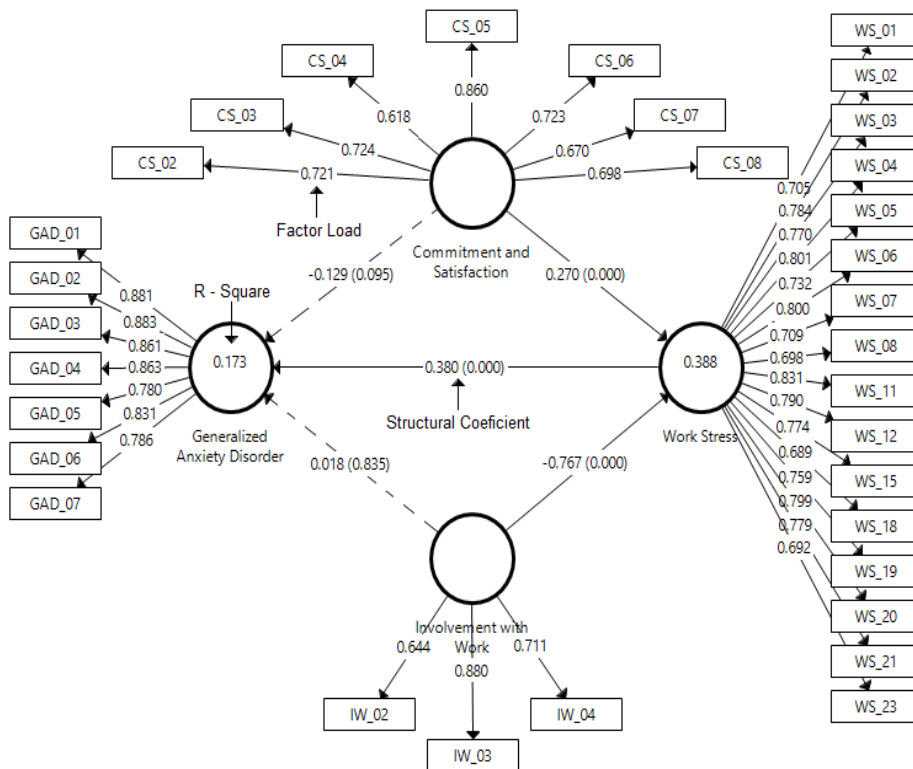 CS_05
WS_01
CS_04
CS_06
WS_02
CS_03
CS_07
WS_03
CS_02
CS_08
WS_04
0.860
0.618
0.723
0.724
0.670
0.721
0.698
Factor Load
Commitment and
Satisfaction
GAD_01
GAD_02
GAD_03
GAD_04
GAD_05
GAD_06
GAD_07
0.881
0.883
0.861
0.863
0.780
0.831
0.786
R - Square
0.173
Generalized
Anxiety Disorder
-0.129 (0.095)
0.270 (0.000)
0.380 (0.000)
Structural Coeficient
0.018 (0.835)
-0.767 (0.000)
0.388
Work Stress
0.705
0.784
0.770
0.801
0.732
0.800
0.709
0.698
0.831
0.790
0.774
0.689
0.759
0.799
0.779
0.692
WS_05
WS_06
WS_07
WS_08
WS_11
WS_12
WS_15
WS_18
WS_19
WS_20
WS_21
WS_23
Involvement with
Work
0.644
0.880
0.711
IW_02
IW_03
IW_04